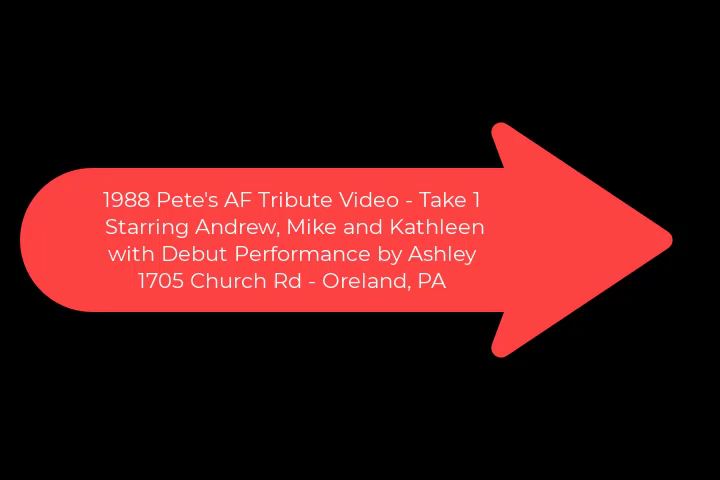 1988 Pete's AF Tribute Video - Take 1
Starring Andrew, Mike and Kathleen
with Debut Performance by Ashley
1705 Church Rd - Oreland, PA